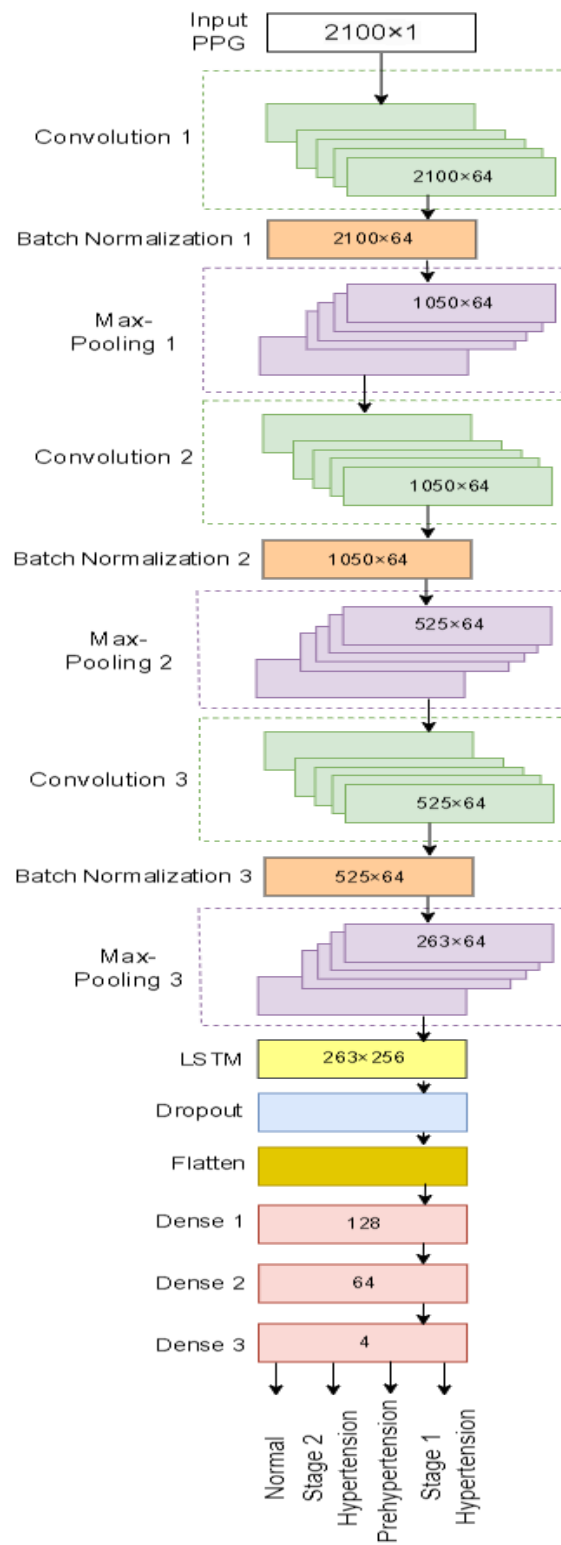 Input
PPG
2100×1
Convolution 1
2100×64
Batch Normalization 1
2100×64
1050×64
Max-
Pooling 1
Convolution 2
1050×64
Batch Normalization 2
1050×64
525×64
Max-
Pooling 2
Convolution 3
525×64
Batch Normalization 3
525×64
263×64
Max-
Pooling 3
LSTM
263×256
Dropout
Flatten
Dense 1
128
Dense 2
64
Dense 3
4
Normal
Stage 2
Hypertension
Prehypertension
Stage 1
Hypertension